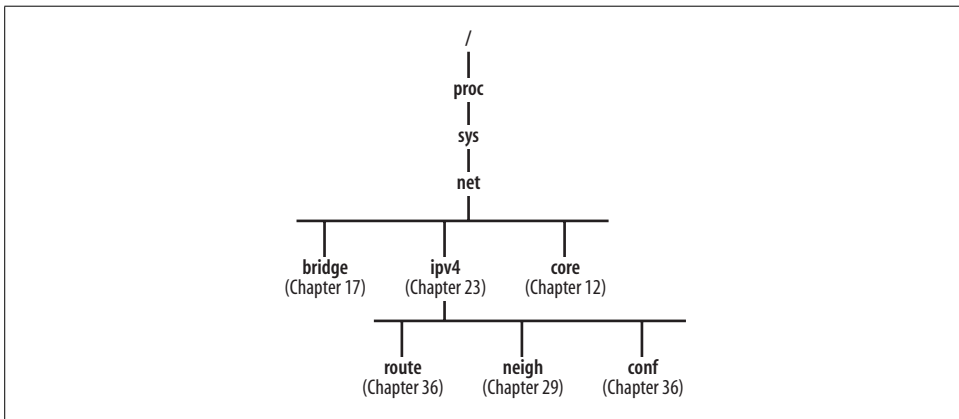 /
proc
sys
net
bridge ipv4 core
(Chapter 17) (Chapter 23) (Chapter 12)
route neigh conf
(Chapter 36) (Chapter 29) (Chapter 36)